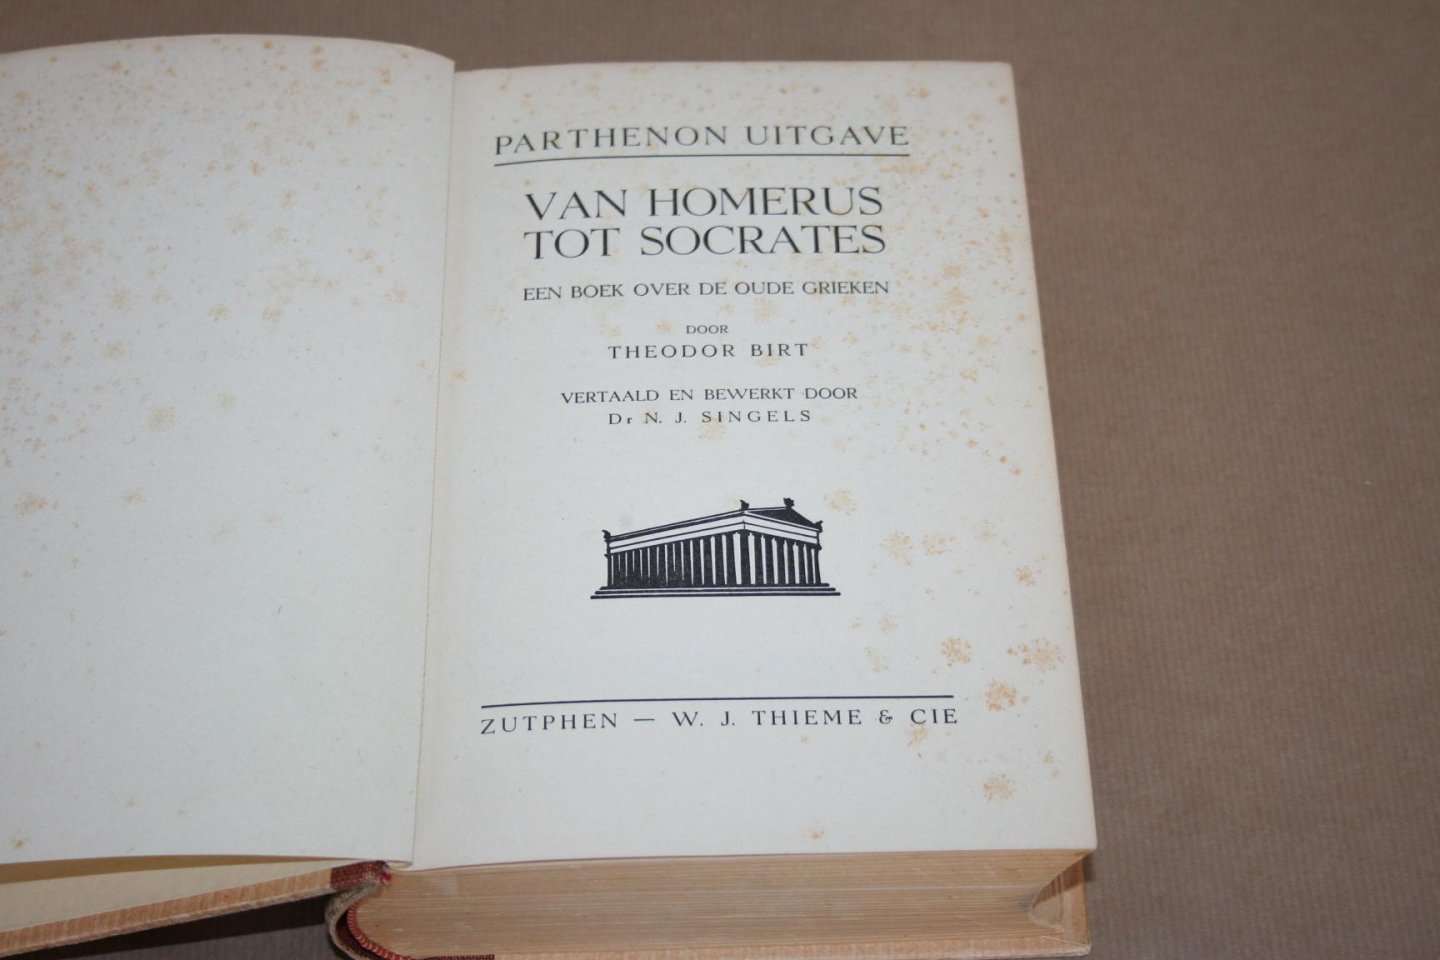 PARTHENON UITGAVE
VAN HOMERUS
TOT SOCRATES
EEN BOEK OVER DE OUDE GRIEKEN
DOOR
THEODOR BIRT
VERTAALD EN BEWERKT DOOR
Dr N. J. SINGELS
ZUTPHEN — W. J. THIEME & CIE